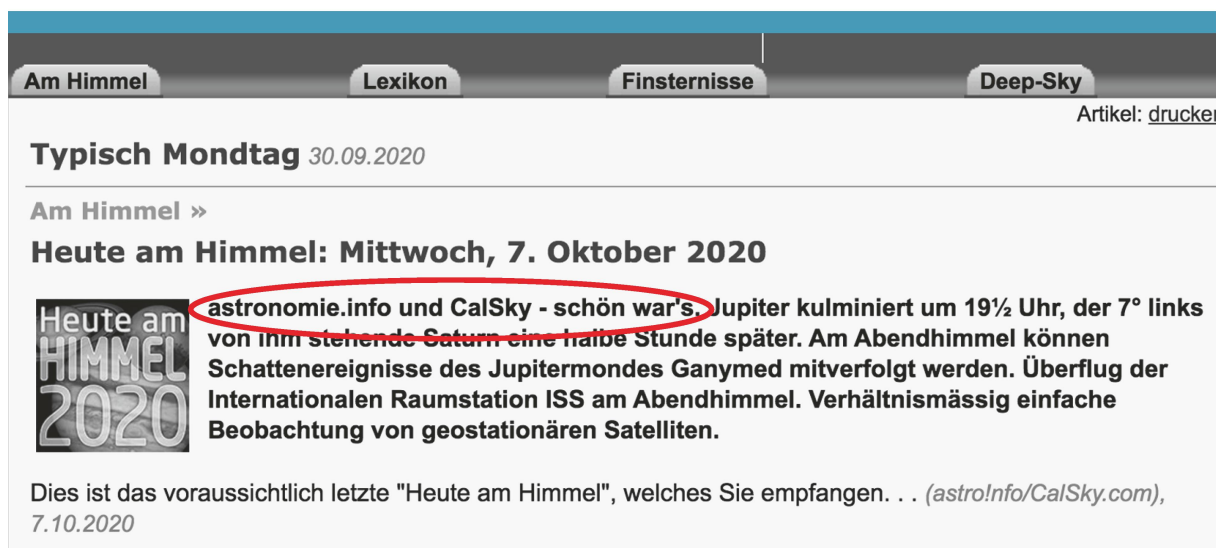 Am Himmel Lexikon Finsternisse Deep-Sky
Artikel: drucken
Typisch Mondtag 30.09.2020
Am Himmel »
Heute am Himmel: Mittwoch, 7. Oktober 2020
Heute am
HIMMEL
2020
astronomie.info und CalSky - schön war's. Jupiter kulminiert um 19½ Uhr, der 7° links
von ihm stehende Saturn eine halbe Stunde später. Am Abendhimmel können
Schattenereignisse des Jupitermondes Ganymed mitverfolgt werden. Überflug der
Internationalen Raumstation ISS am Abendhimmel. Verhältnismässig einfache
Beobachtung von geostationären Satelliten.
Dies ist das voraussichtlich letzte "Heute am Himmel", welches Sie empfangen. . . (astro!nfo/CalSky.com),
7.10.2020